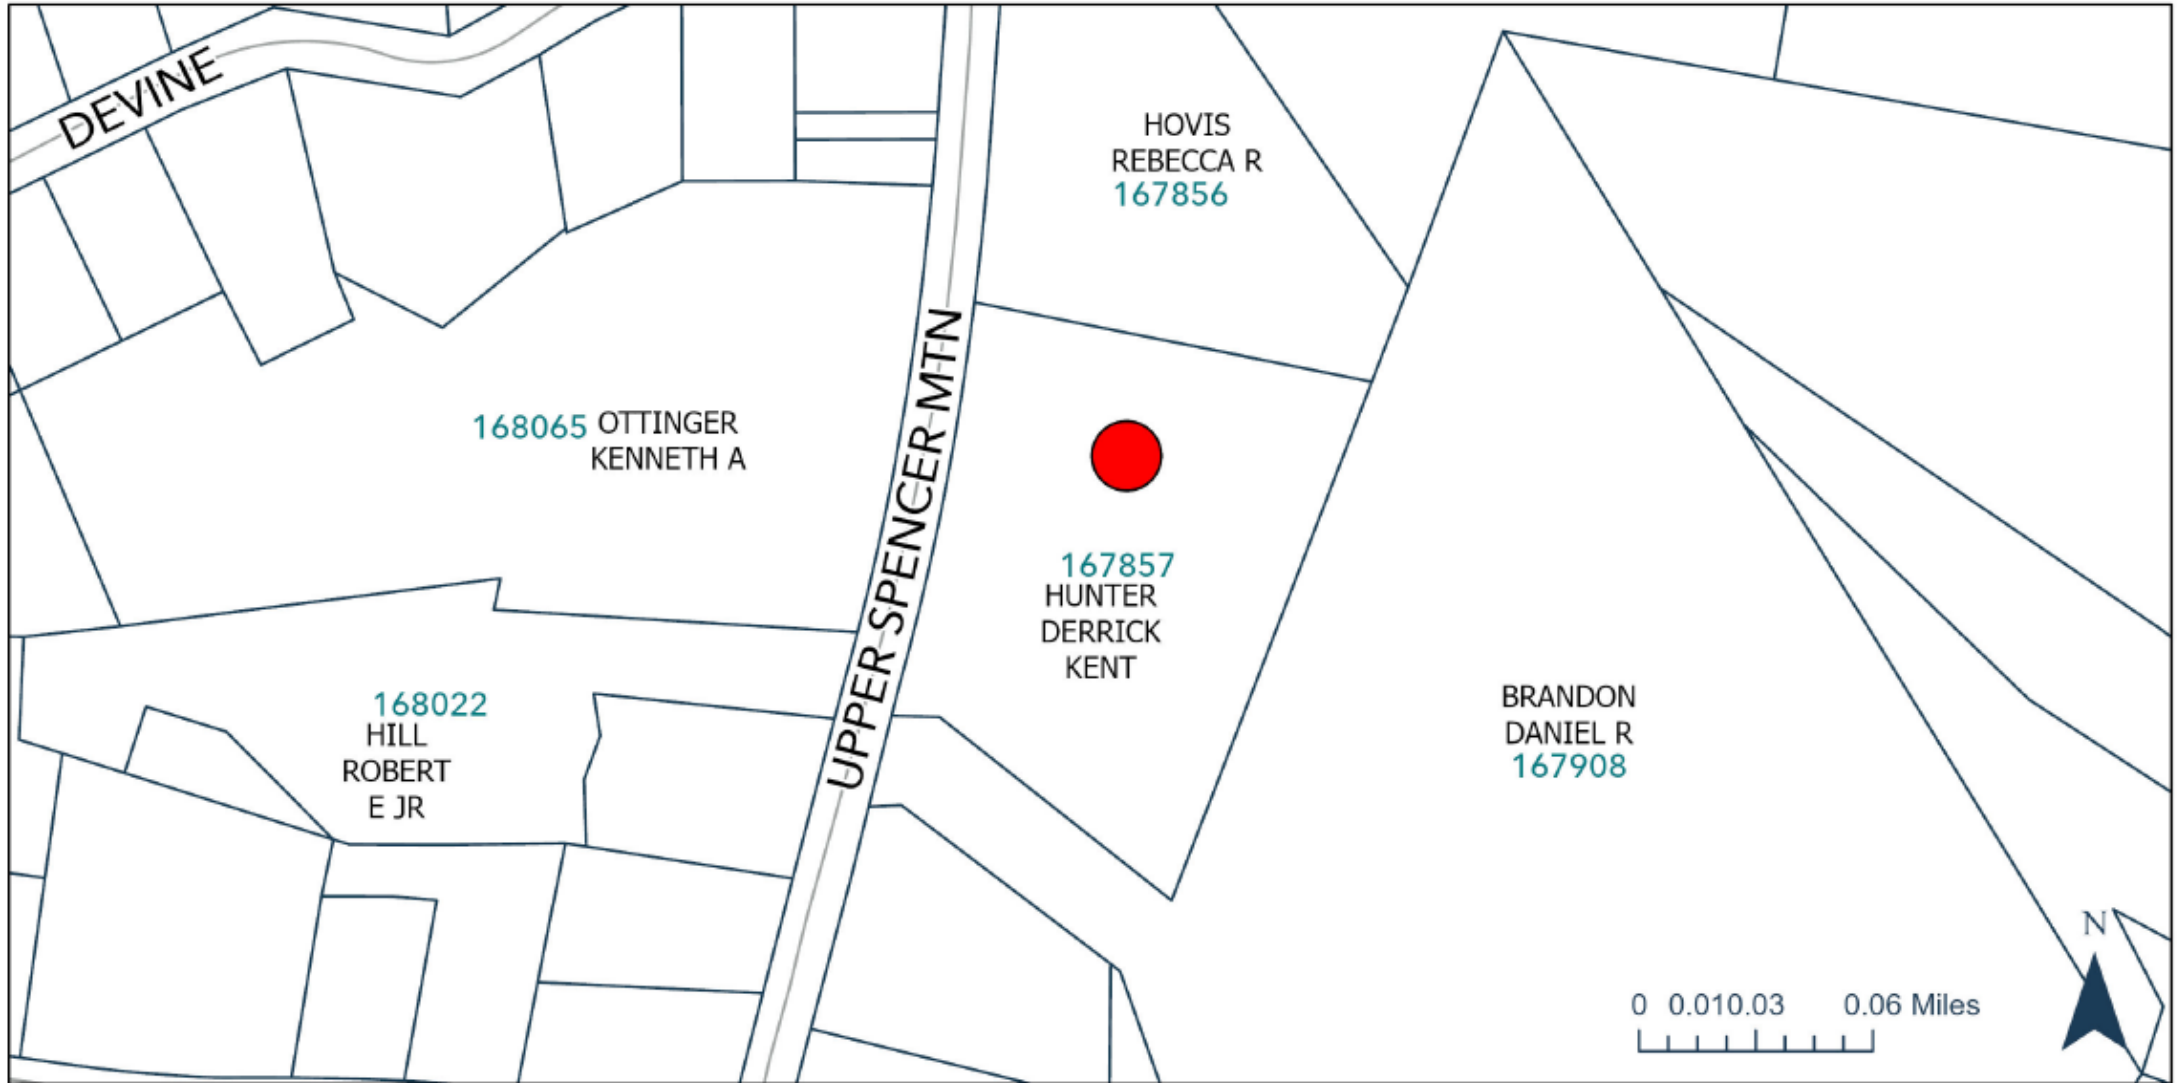 DEVINE
HOVIS
REBECCA R
167856
UPPER SPENCER MTN
168065 OTTINGER
KENNETH A
167857
HUNTER
DERRICK
KENT
168022
HILL
ROBERT
E JR
BRANDON
DANIEL R
167908
N
0 0.010.03 0.06 Miles